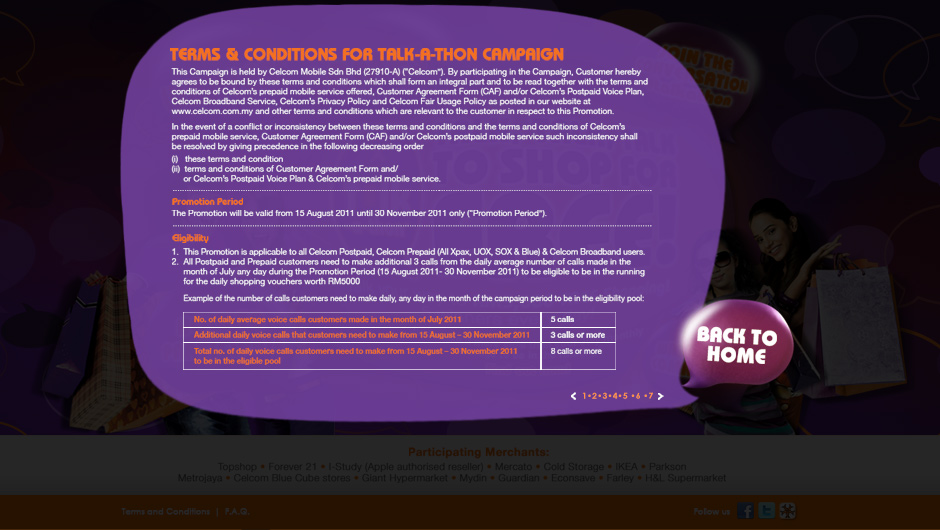 TERMS & CONDITIONS FOR TALK-A-THON CAMPAIGN
This Campaign is held by Celcom Mobile Sdn Bhd (27910-A) ("Celcom"). By participating in the Campaign, Customer hereby
agrees to be bound by these terms and conditions which shall form an integral part and to be read together with the terms and
conditions of Celcom's prepaid mobile service offered, Customer Agreement Form (CAF) and/or Celcom's Postpaid Voice Plan,
Celcom Broadband Service, Celcom's Privacy Policy and Celcom Fair Usage Policy as posted in our website at
www.celcom.com.my and other terms and conditions which are relevant to the customer in respect to this Promotion.
In the event of a conflict or inconsistency between these terms and conditions and the terms and conditions of Celcom's
prepaid mobile service, Customer Agreement Form (CAF) and/or Celcom's postpaid mobile service such inconsistency shall
be resolved by giving precedence in the following decreasing order
(i) these terms and condition
(ii) terms and conditions of Customer Agreement Form and/
or Celcom's Postpaid Voice Plan & Celcom's prepaid mobile service.
Promotion Period
The Promotion will be valid from 15 August 2011 until 30 November 2011 only ("Promotion Period").
Eligibility
1. This Promotion is applicable to all Celcom Postpaid, Celcom Prepaid (All Xpax, UOX, SOX & Blue) & Celcom Broadband users.
2. All Postpaid and Prepaid customers need to make additional 3 calls from the daily average number of calls made in the
month of July any day during the Promotion Period (15 August 2011- 30 November 2011) to be eligible to be in the running
for the daily shopping vouchers worth RM5000
Example of the number of calls customers need to make daily, any day in the month of the campaign period to be in the eligibility pool:
No. of daily average voice calls customers made in the month of July 2011 5 calls
Additional daily voice calls that customers need to make from 15 August – 30 November 2011 3 calls or more
Total no. of daily voice calls customers need to make from 15 August – 30 November 2011 8 calls or more
to be in the eligible pool
BACK TO
HOME
1•2•3•4•5 •6 •7
Participating Merchants:
Topshop • Forever 21 • I-Study (Apple authorised reseller) • Mercato • Cold Storage • IKEA • Parkson
Metrojaya • Celcom Blue Cube stores • Giant Hypermarket • Mydin • Guardian • Econsave • Farley • H&L Supermarket
Terms and Conditions | F.A.Q. Follow us